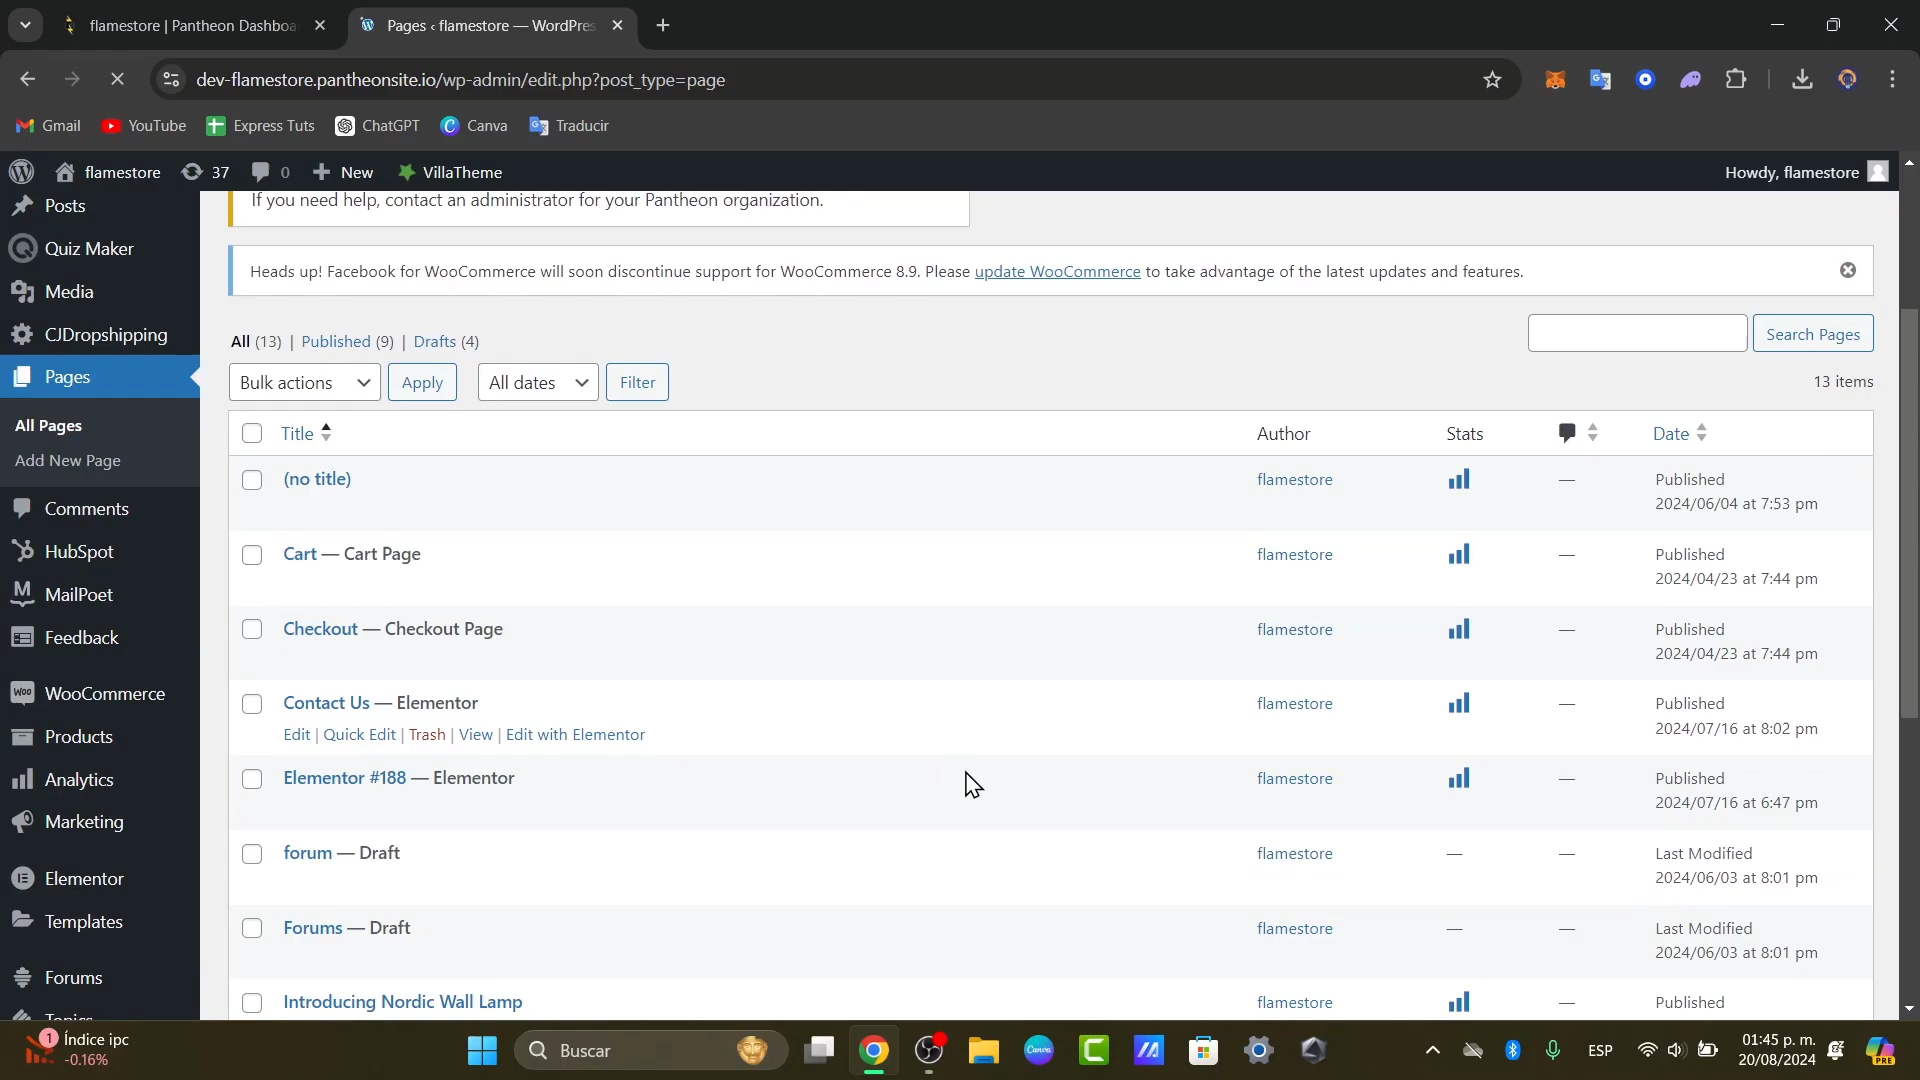 flamestore | Pantheon Dashboa
Pages ‹ flamestore — WordPres
dev-flamestore.pantheonsite.io/wp-admin/edit.php?post_type=page
Gmail
YouTube
Express Tuts
ChatGPT
Canva
Traducir
flamestore
37
0
New
VillaTheme
Howdy, flamestore
Posts
Quiz Maker
Media
CJDropshipping
Pages
All Pages
Add New Page
Comments
HubSpot
MailPoet
Feedback
WooCommerce
Products
Analytics
Marketing
Elementor
Templates
Forums
Topics
If you need help, contact an administrator for your Pantheon organization.
Heads up! Facebook for WooCommerce will soon discontinue support for WooCommerce 8.9. Please update WooCommerce to take advantage of the latest updates and features.
All (13) | Published (9) | Drafts (4)
Search Pages
Bulk actions
Apply
All dates
Filter
13 items
Title
Author
Stats
Date
(no title)
flamestore
—
Published
2024/06/04 at 7:53 pm
Cart — Cart Page
flamestore
—
Published
2024/04/23 at 7:44 pm
Checkout — Checkout Page
flamestore
—
Published
2024/04/23 at 7:44 pm
Contact Us — Elementor
Edit | Quick Edit | Trash | View | Edit with Elementor
flamestore
—
Published
2024/07/16 at 8:02 pm
Elementor #188 — Elementor
flamestore
—
Published
2024/07/16 at 6:47 pm
forum — Draft
flamestore
—
—
Last Modified
2024/06/03 at 8:01 pm
Forums — Draft
flamestore
—
—
Last Modified
2024/06/03 at 8:01 pm
Introducing Nordic Wall Lamp
flamestore
—
Published
1
Índice ipc
-0.16%
Buscar
Canva
ESP
01:45 p. m.
20/08/2024
PRE